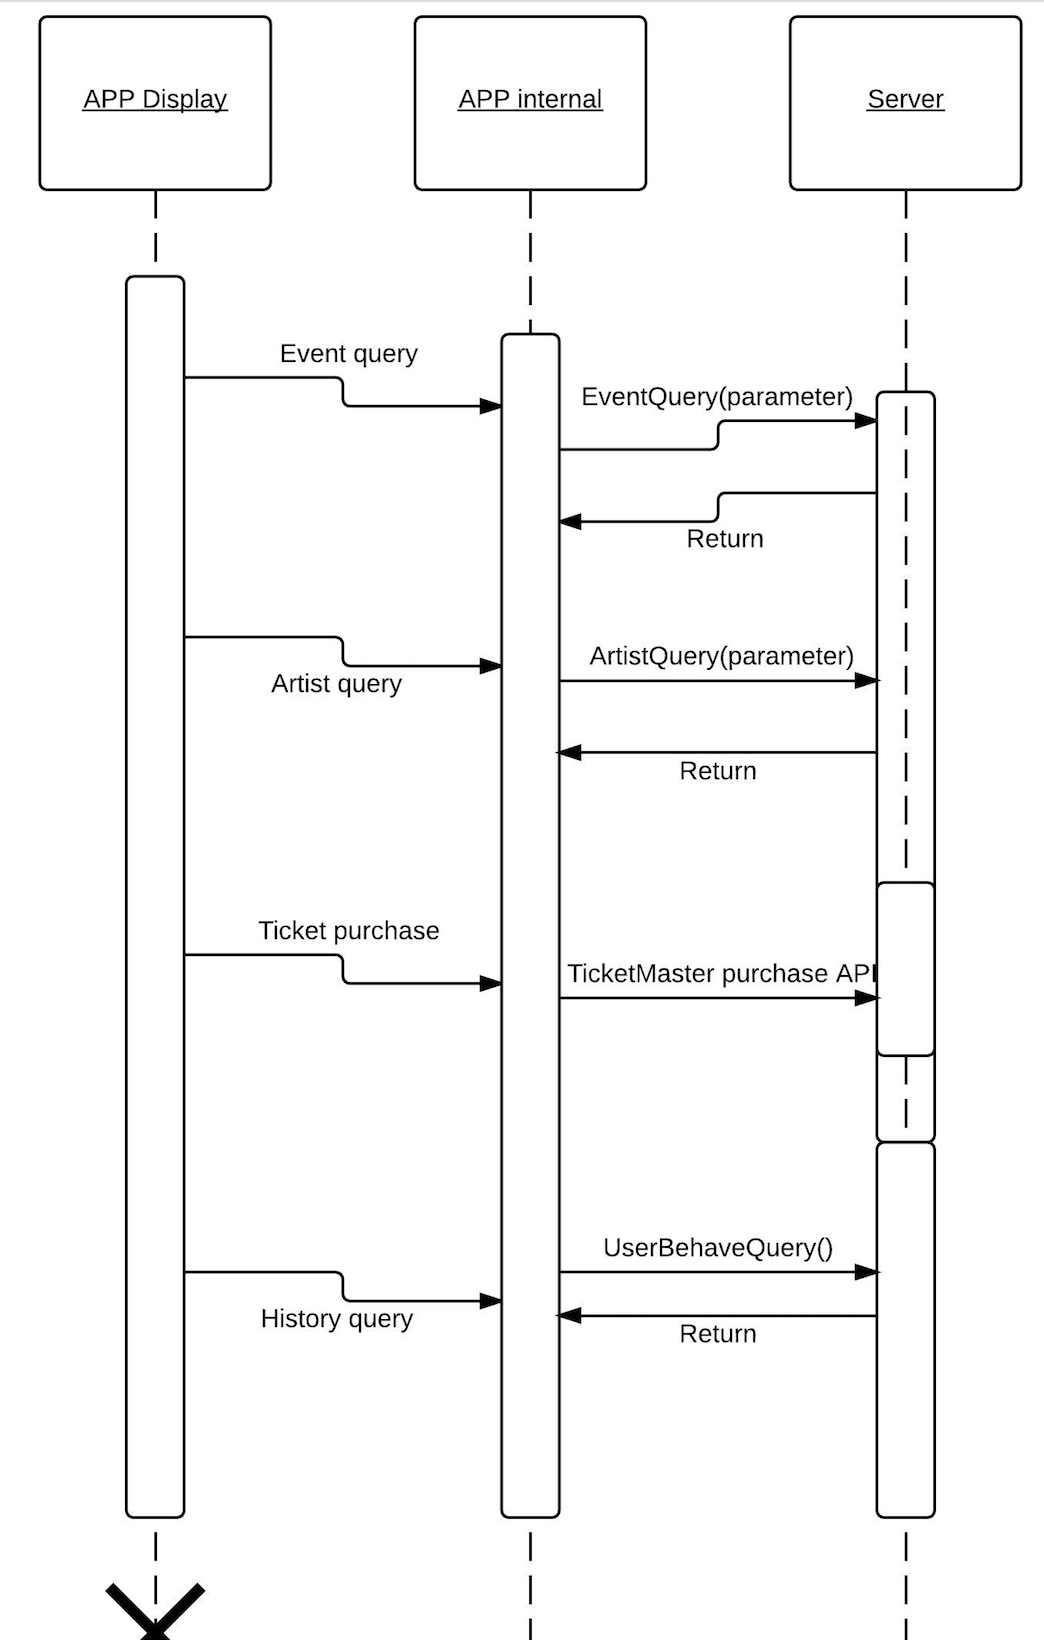 APP Display
APP internal
Server
Event query
EventQuery(parameter)
Return
ArtistQuery(parameter)
Artist query
Return
Ticket purchase
TicketMaster purchase API
UserBehaveQuery()
History query
Return